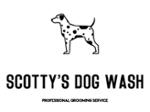 SCOTTY'S DOG WASH
PROFESSIONAL GROOMING SERVICE